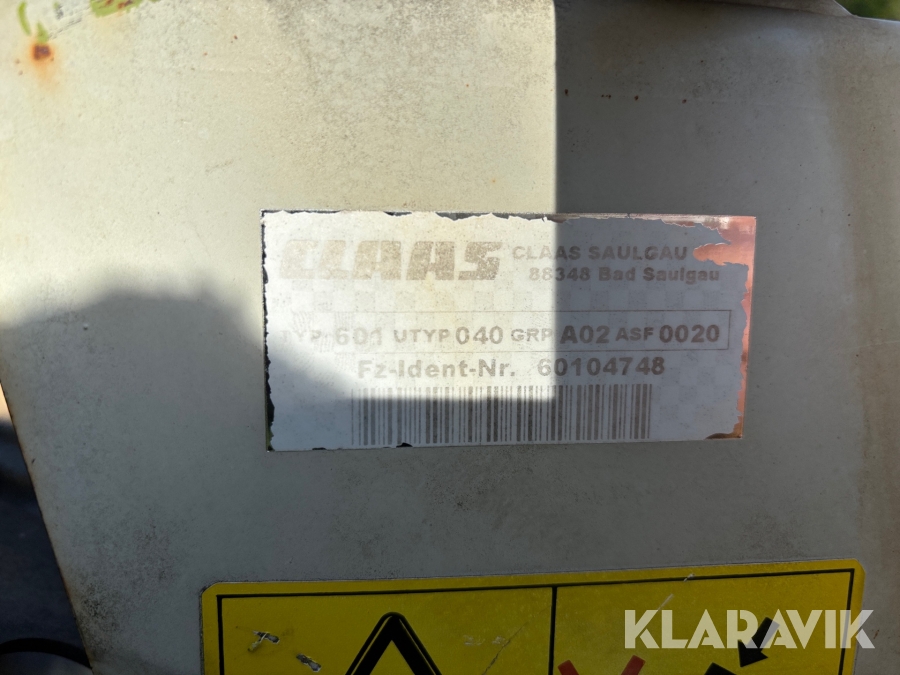 CLAAS
CLAAS SAULGAU
88348 Bad Saulgau
TYP 601 UTYP 040 GRP A02 ASF 0020
Fz-Ident-Nr. 60104748
KLARAVIK